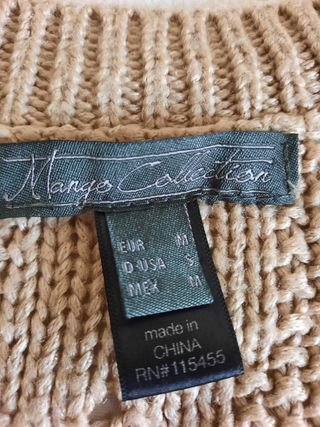 Mango Collection
EUR M
D USA S
MEX M
made in
CHINA
RN#115455